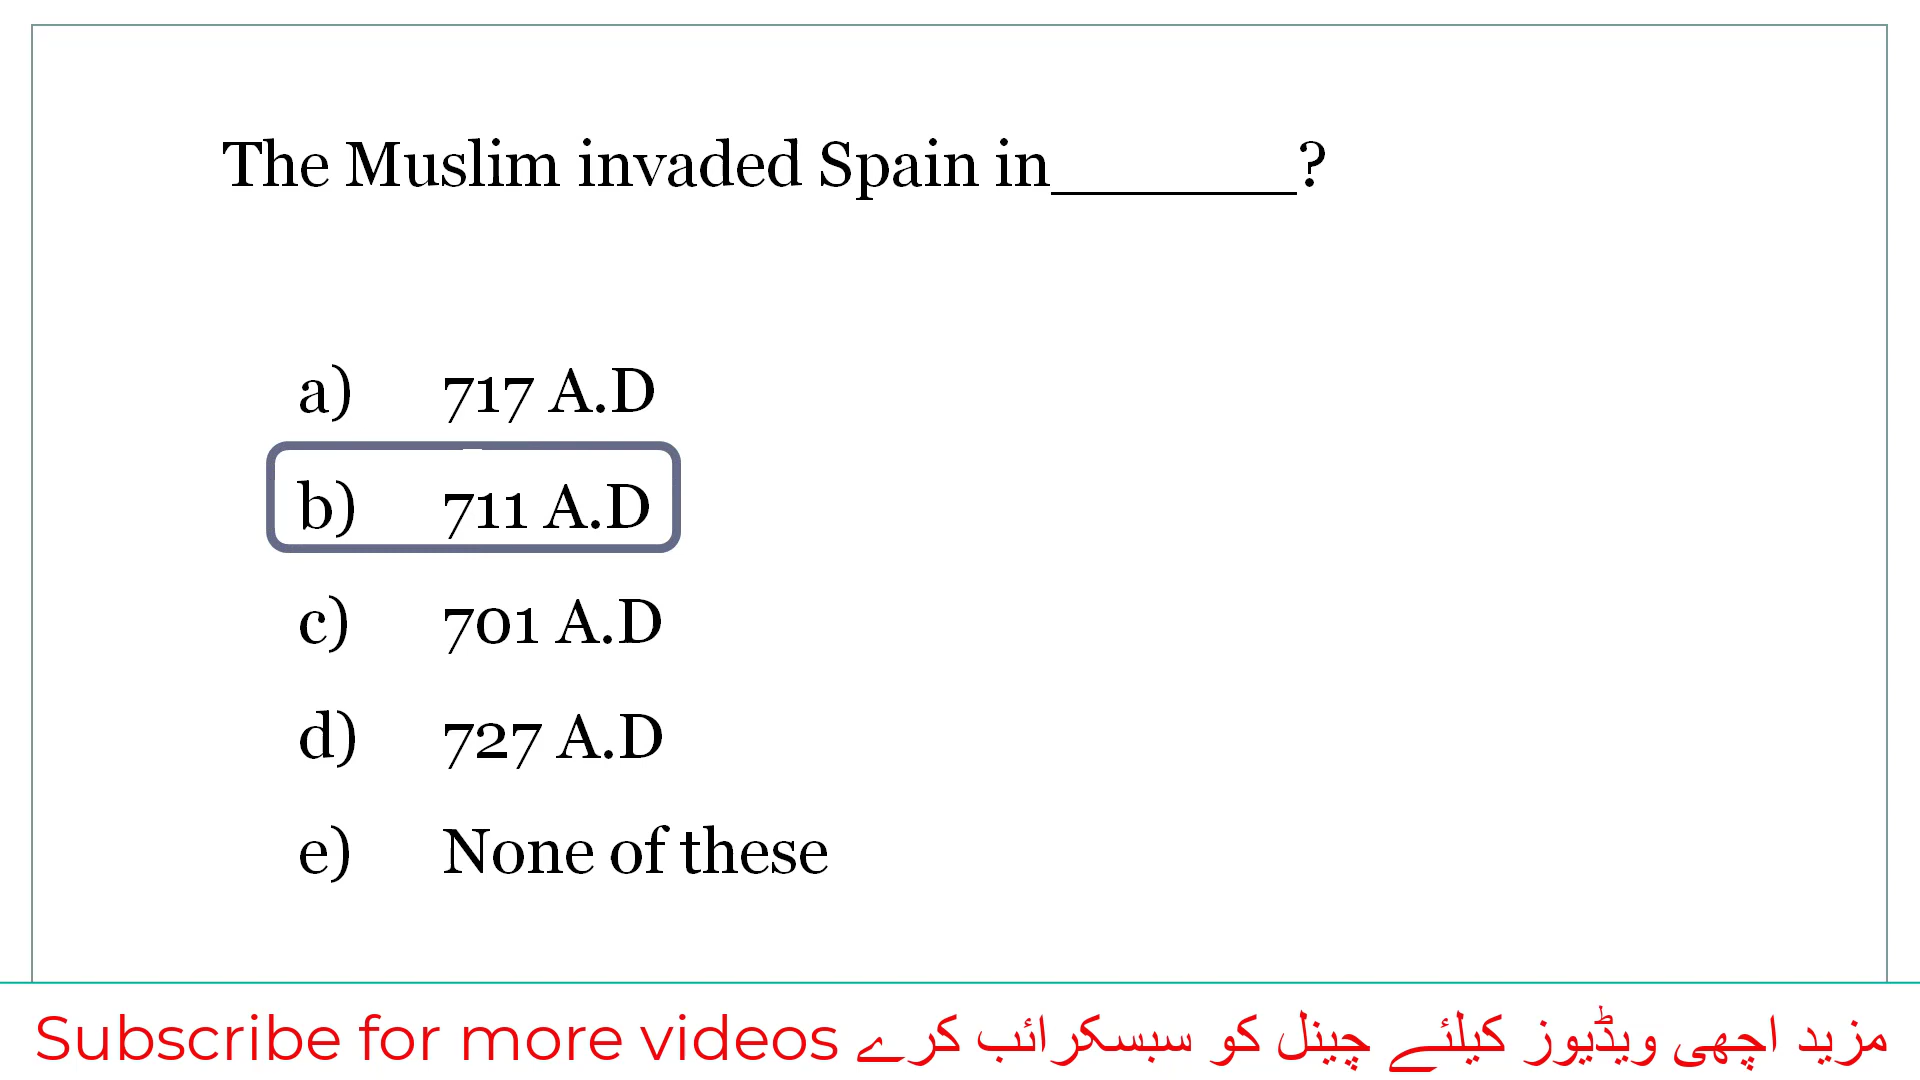 The Muslim invaded Spain in_______?
a) 717 A.D
b) 711 A.D
c) 701 A.D
d) 727 A.D
e) None of these
Subscribe for more videos مزید اچھی ویڈیوز کیلئے چینل کو سبسکرائب کرے